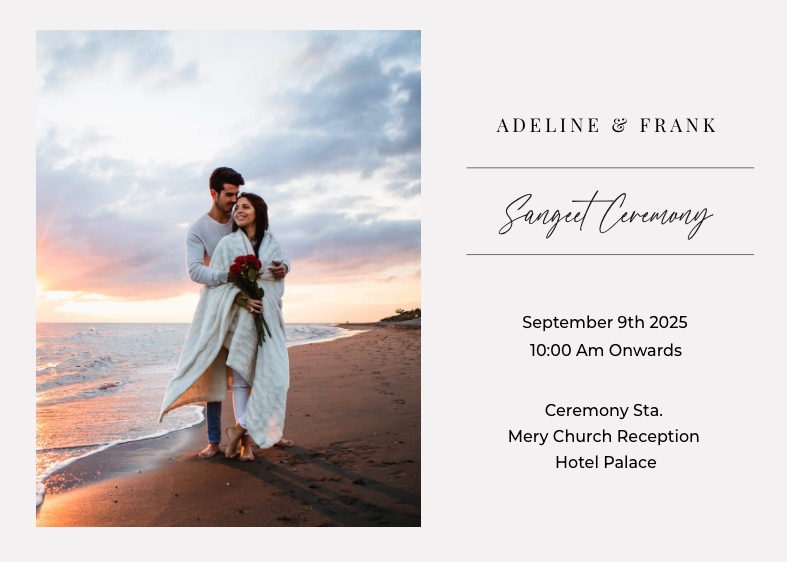 ADELINE & FRANK
Sangeet Ceremony
September 9th 2025
10:00 Am Onwards
Ceremony Sta.
Mery Church Reception
Hotel Palace